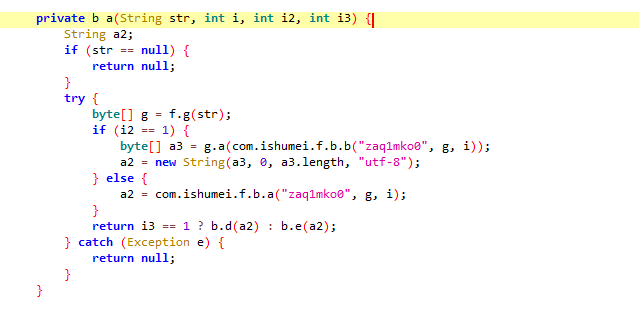 private b a(String str, int i, int i2, int i3) {
String a2;
if (str == null) {
return null;
}
try {
byte[] g = f.g(str);
if (i2 == 1) {
byte[] a3 = g.a(com.ishumei.f.b.b("zaq1mko0", g, i));
a2 = new String(a3, 0, a3.length, "utf-8");
} else {
a2 = com.ishumei.f.b.a("zaq1mko0", g, i);
}
return i3 == 1 ? b.d(a2) : b.e(a2);
} catch (Exception e) {
return null;
}
}